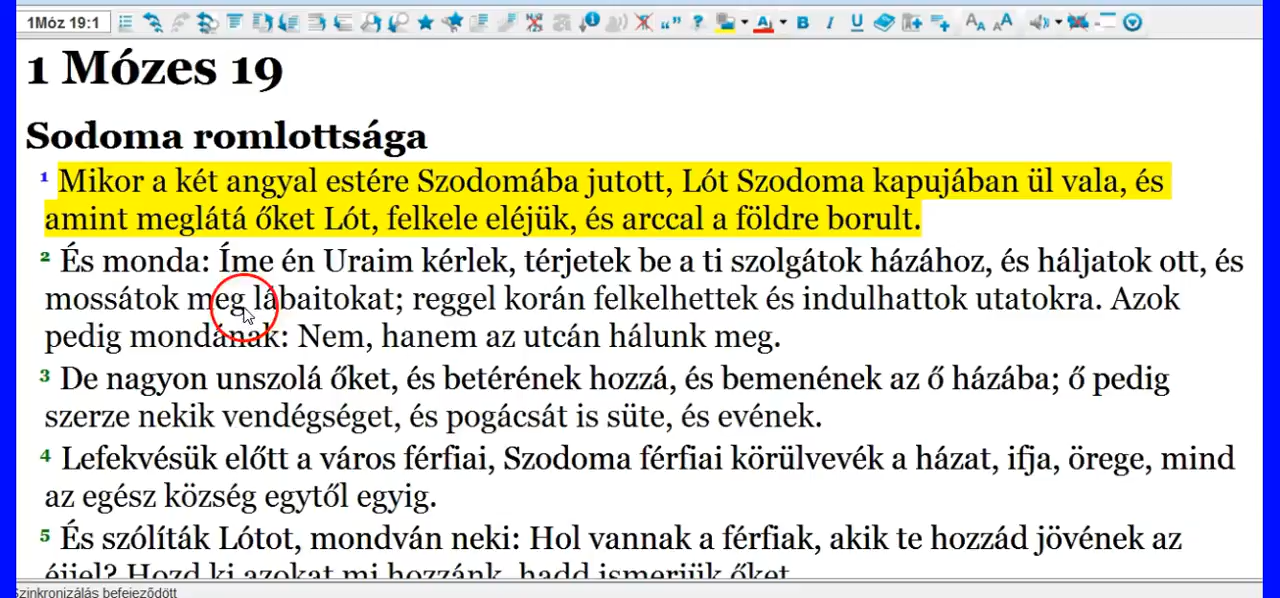 1Móz 19:1
1 Mózes 19
Sodoma romlottsága
1 Mikor a két angyal estére Szodomába jutott, Lót Szodoma kapujában ül vala, és
amint meglátá őket Lót, felkele eléjük, és arccal a földre borult.
2 És monda: Íme én Uraim kérlek, térjetek be a ti szolgátok házához, és háljatok ott, és
mossátok meg lábaitokat; reggel korán felkelhettek és indulhattok utatokra. Azok
pedig mondának: Nem, hanem az utcán hálunk meg.
3 De nagyon unszolá őket, és betérének hozzá, és bemenének az ő házába; ő pedig
szerze nekik vendégséget, és pogácsát is süte, és evének.
4 Lefekvésük előtt a város férfiai, Szodoma férfiai körülvevék a házat, ifja, örege, mind
az egész község egytől egyig.
5 És szólíták Lótot, mondván neki: Hol vannak a férfiak, akik te hozzád jövének az
éjjel? Hozd ki azokat mi hozzánk, hadd ismerjük őket
Szinkronizálás befejeződött